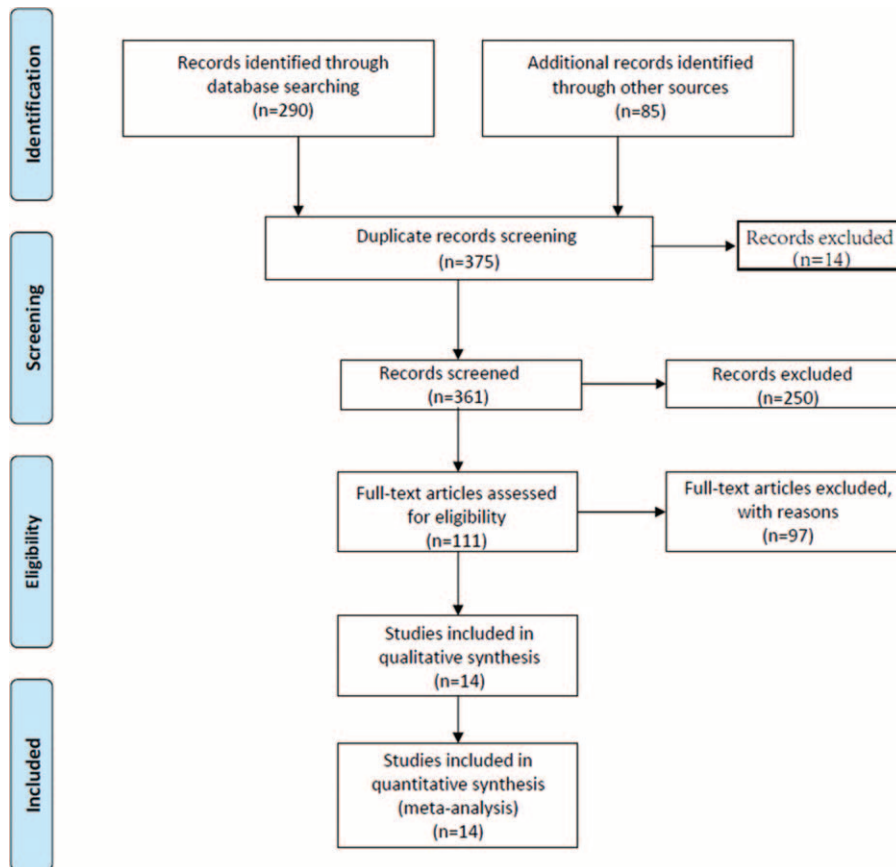 Identification
Records identified through
database searching
(n=290)
Additional records identified
through other sources
(n=85)
Screening
Duplicate records screening
(n=375)
Records excluded
(n=14)
Records screened
(n=361)
Records excluded
(n=250)
Eligibility
Full-text articles assessed
for eligibility
(n=111)
Full-text articles excluded,
with reasons
(n=97)
Studies included in
qualitative synthesis
(n=14)
Included
Studies included in
quantitative synthesis
(meta-analysis)
(n=14)